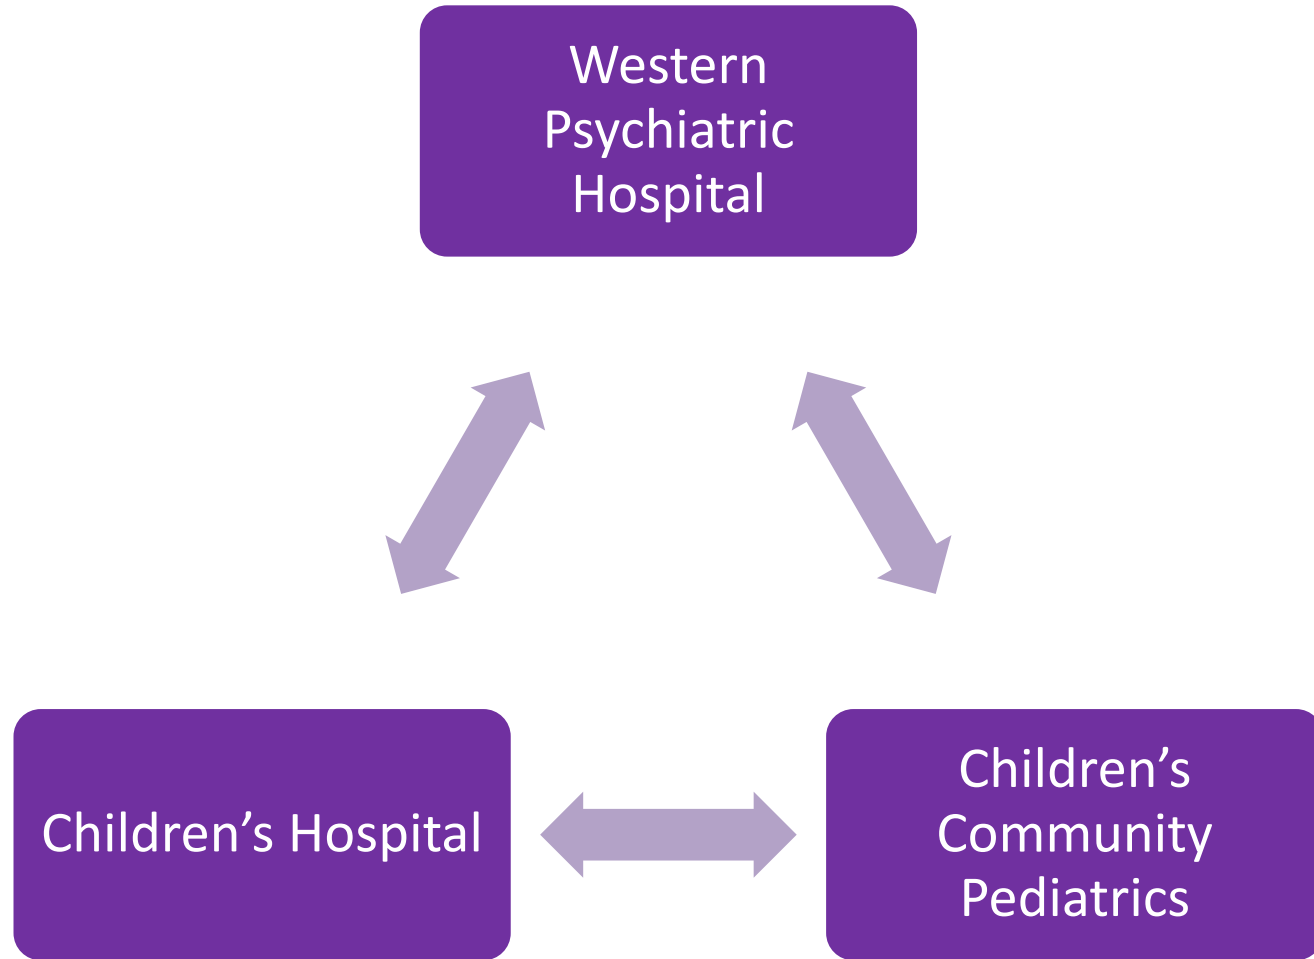 Western
Psychiatric
Hospital
Children’s Hospital
Children’s
Community
Pediatrics